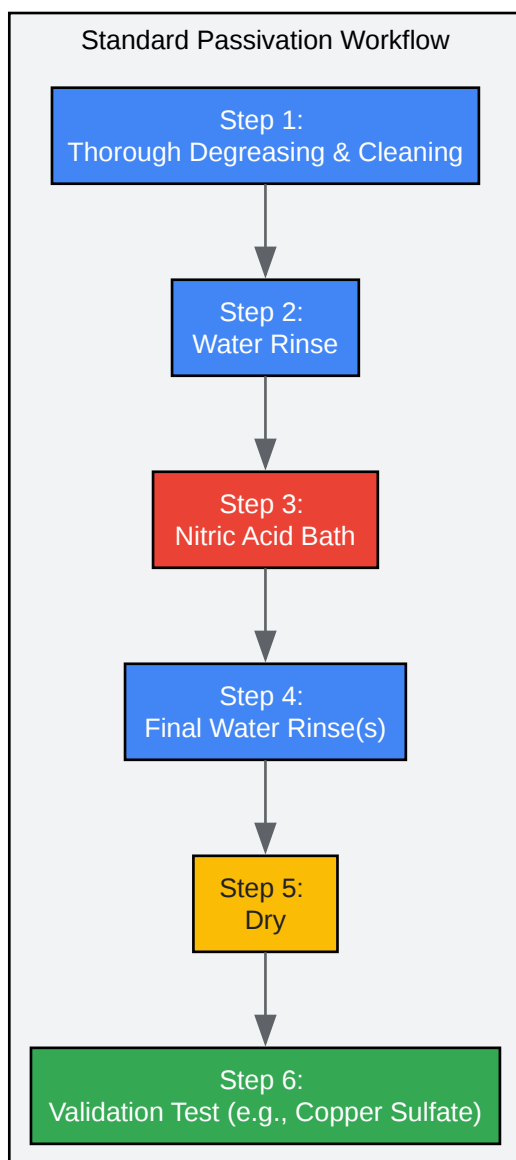 Standard Passivation Workflow
Step 1:
Thorough Degreasing & Cleaning
Step 2:
Water Rinse
Step 3:
Nitric Acid Bath
Step 4:
Final Water Rinse(s)
Step 5:
Dry
Step 6:
Validation Test (e.g., Copper Sulfate)